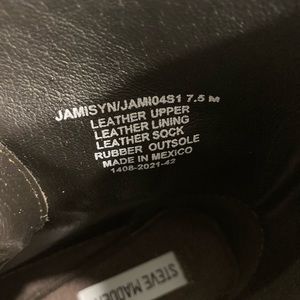 JAMISYN/JAMI04S1 7.5 M
LEATHER UPPER
LEATHER LINING
LEATHER SOCK
RUBBER OUTSOLE
MADE IN MEXICO
1408-2021-42
STEVE MADDEN